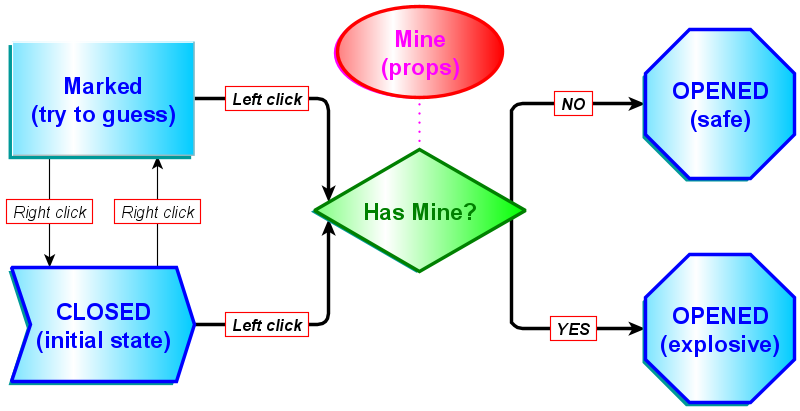 Marked
(try to guess)
Left click
Mine
(props)
NO
OPENED
(safe)
Right click
Right click
Has Mine?
CLOSED
(initial state)
Left click
YES
OPENED
(explosive)